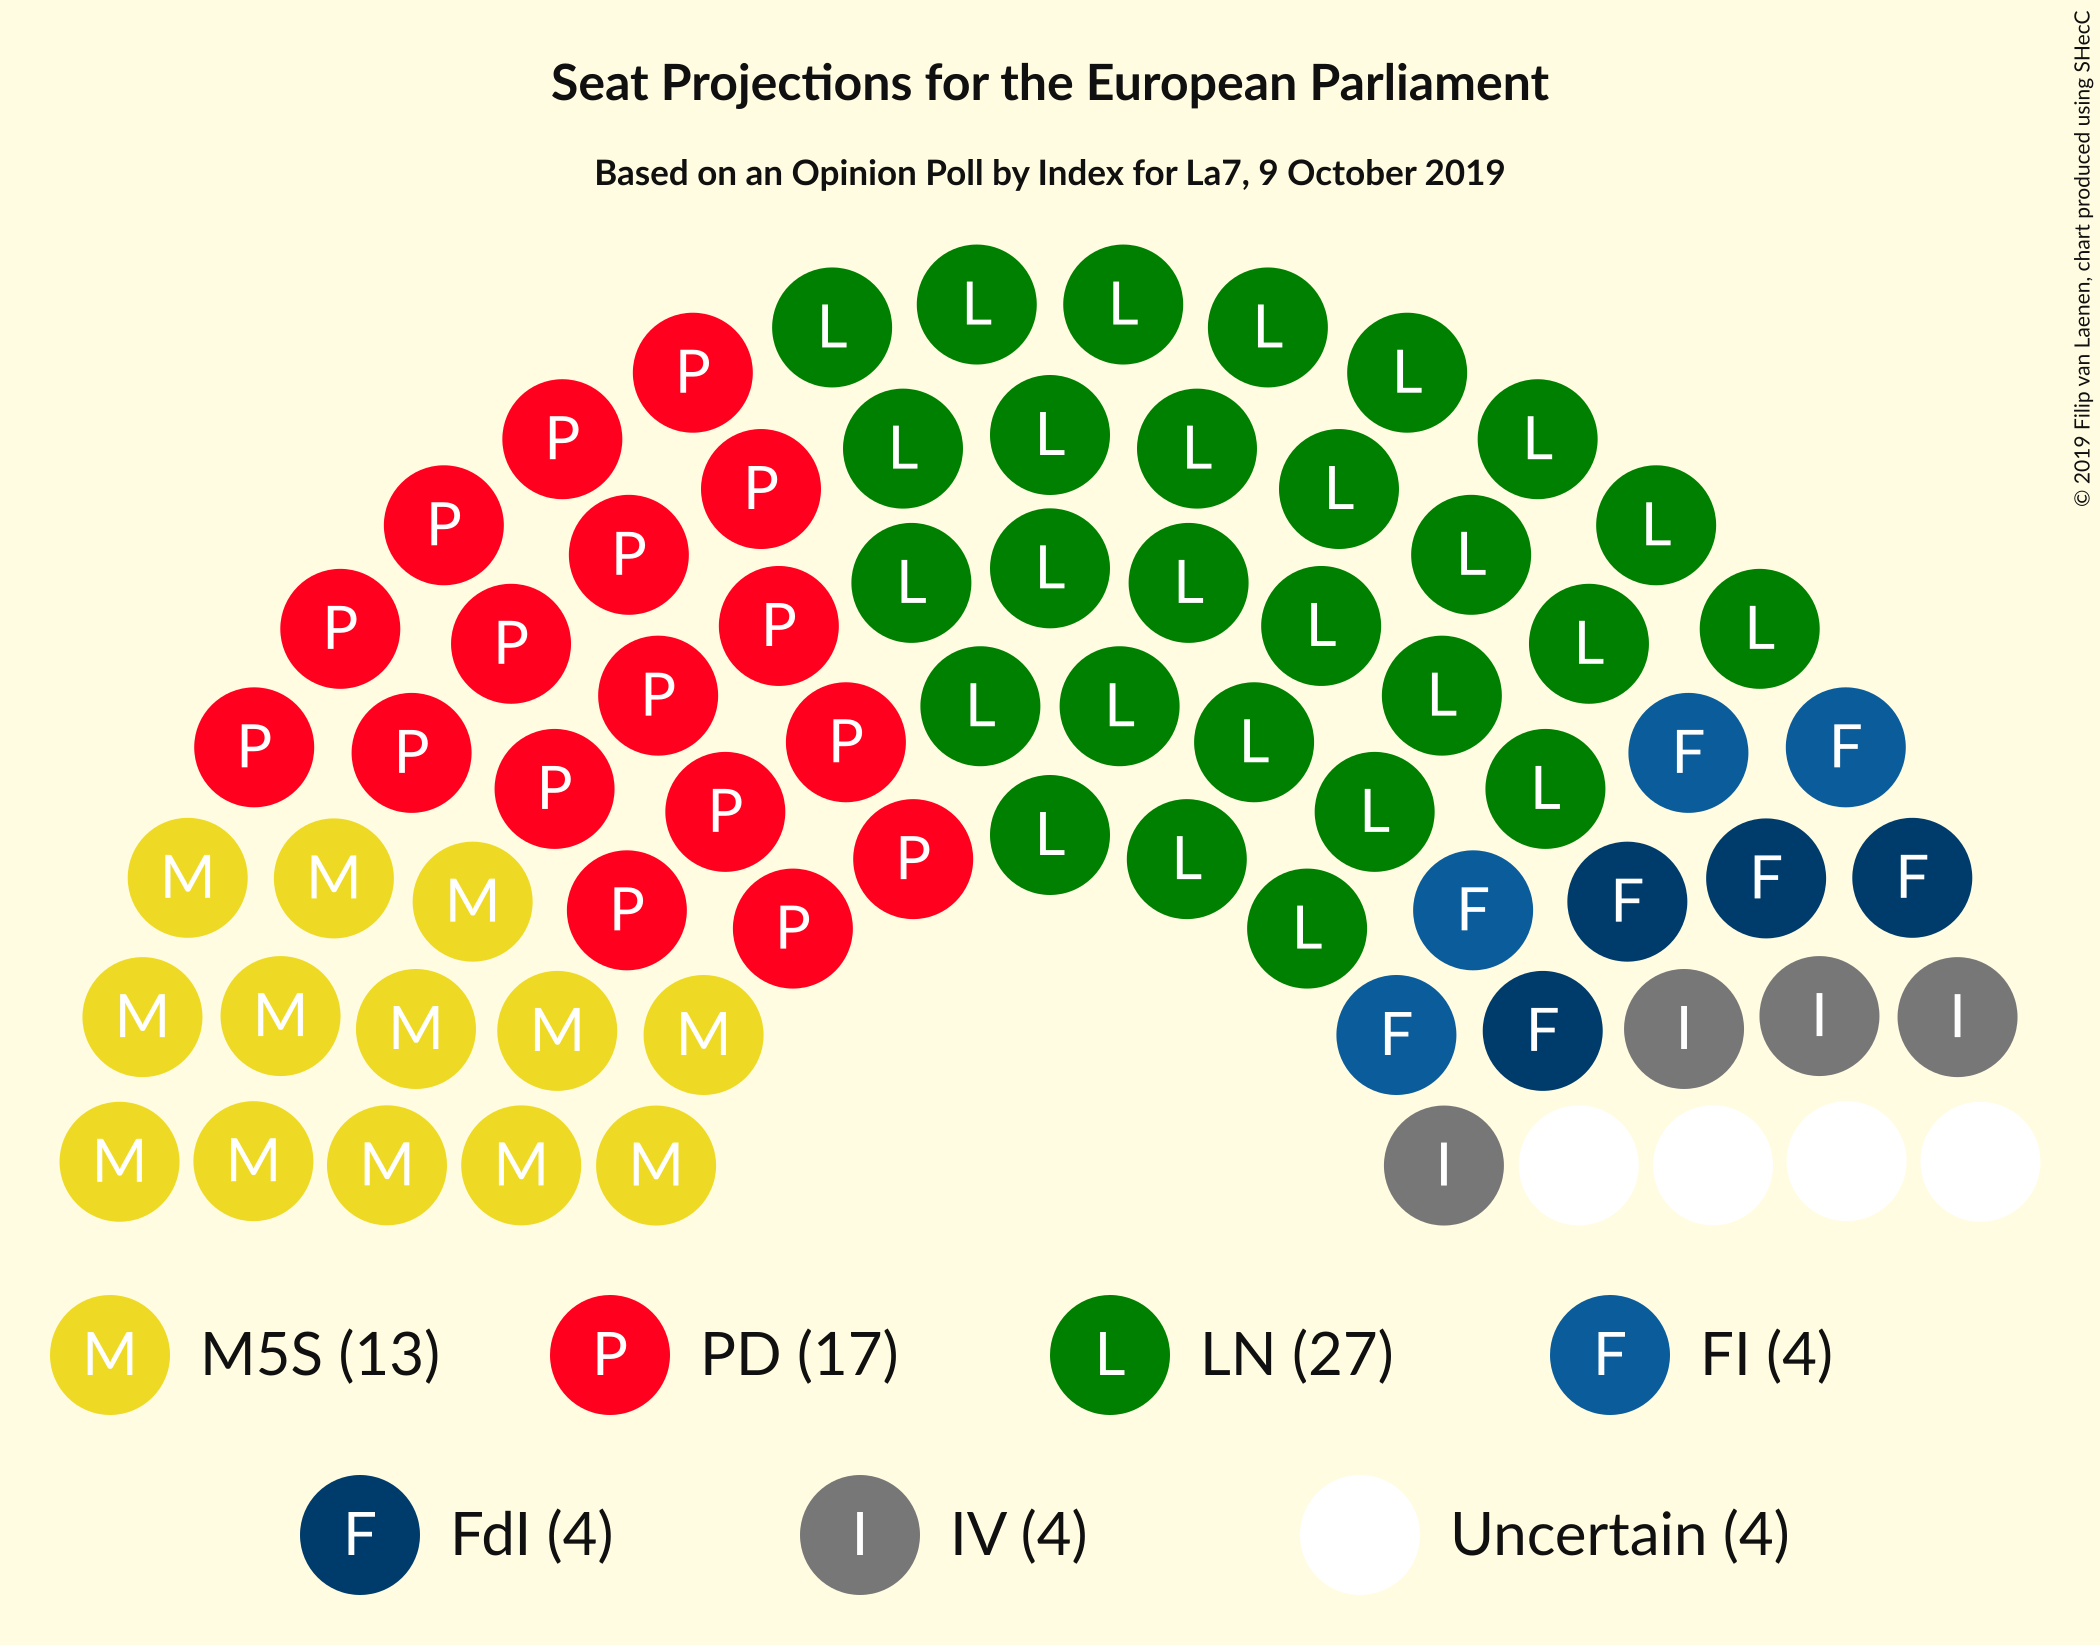 Seat Projections for the European Parliament
Based on an Opinion Poll by Index for La7, 9 October 2019
© 2019 Filip van Laenen, chart produced using SHecC
L L L L
P L
P L
L
L L
P P L
P L
P L
L L L
P P L
P P L
P L
L L
P P L F F
P P L
P L
L L
M M M P P P L F F F F
M M M M M F F I I I
M M M M M I
M M5S (13) P PD (17) L LN (27) F FI (4)
F FdI (4) I IV (4) Uncertain (4)